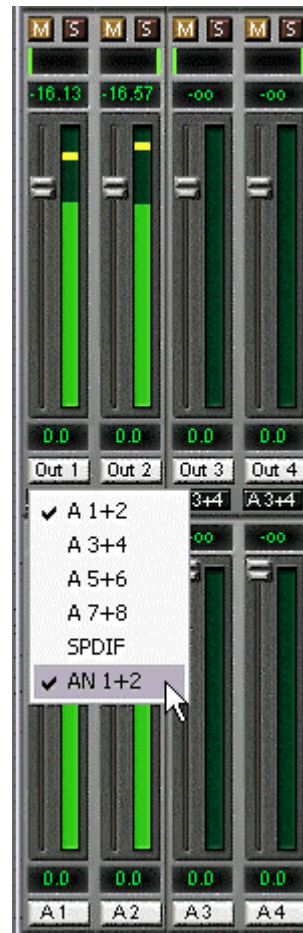 M S M S M S M S
-16.13 -16.57 -oo -oo
0.0 0.0 0.0 0.0
Out 1 Out 2 Out 3 Out 4
3+4 A 3+4
✔ A 1+2
A 3+4
A 5+6
A 7+8
SPDIF
✔ AN 1+2
-oo -oo
0.0 0.0 0.0 0.0
A 1 A 2 A 3 A 4